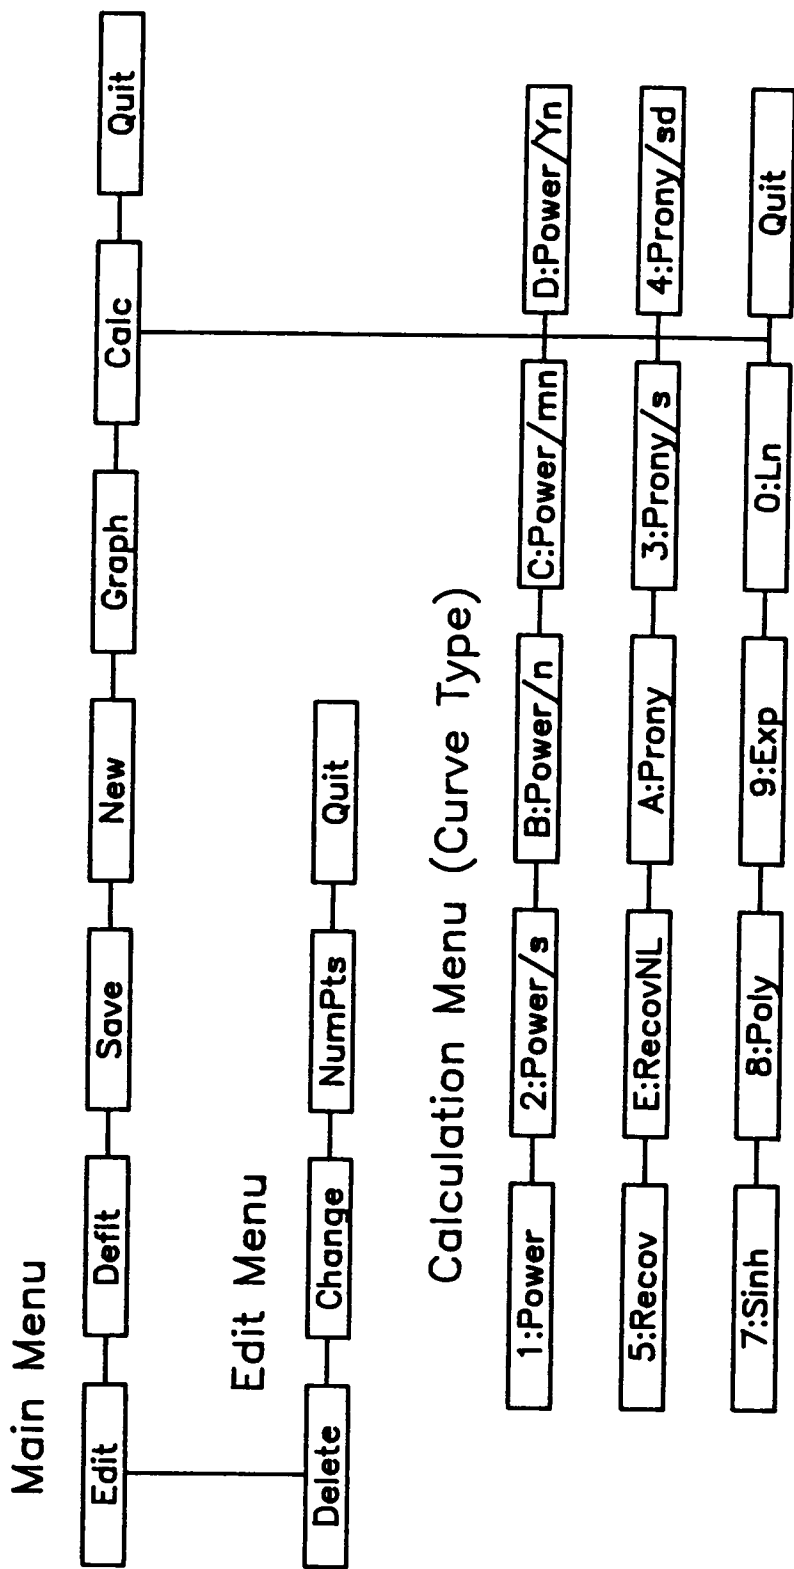 Main Menu
Edit Deflt Save New Graph Calc Quit
Edit Menu
Delete Change NumPts Quit
Calculation Menu (Curve Type)
1:Power 2:Power/s B:Power/n C:Power/mn D:Power/Yn
5:Recov E:RecovNL A:Prony 3:Prony/s 4:Prony/sd
7:Sinh 8:Poly 9:Exp 0:Ln Quit